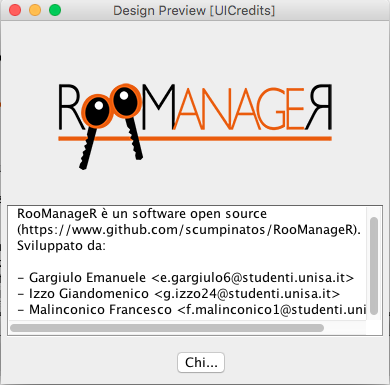 Design Preview [UICredits]
RooManageR
RooManageR è un software open source
(https://www.github.com/scumpinatos/RooManageR).
Sviluppato da:
- Gargiulo Emanuele <e.gargiulo6@studenti.unisa.it>
- Izzo Giandomenico <g.izzo24@studenti.unisa.it>
- Malinconico Francesco <f.malinconico1@studenti.uni
Chi...